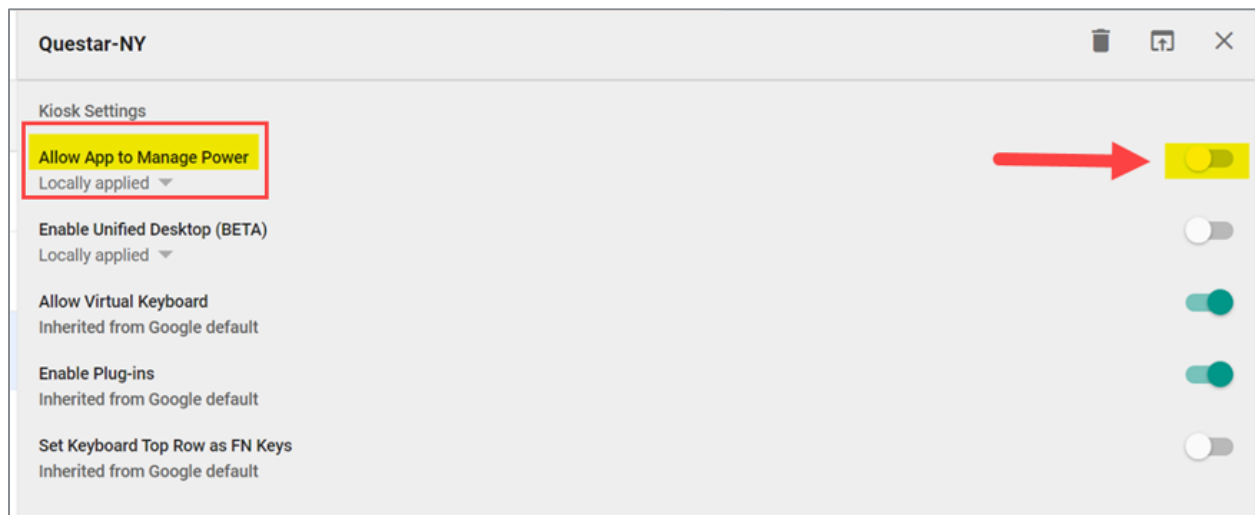 Questar-NY
Kiosk Settings
Allow App to Manage Power
Locally applied
Enable Unified Desktop (BETA)
Locally applied
Allow Virtual Keyboard
Inherited from Google default
Enable Plug-ins
Inherited from Google default
Set Keyboard Top Row as FN Keys
Inherited from Google default